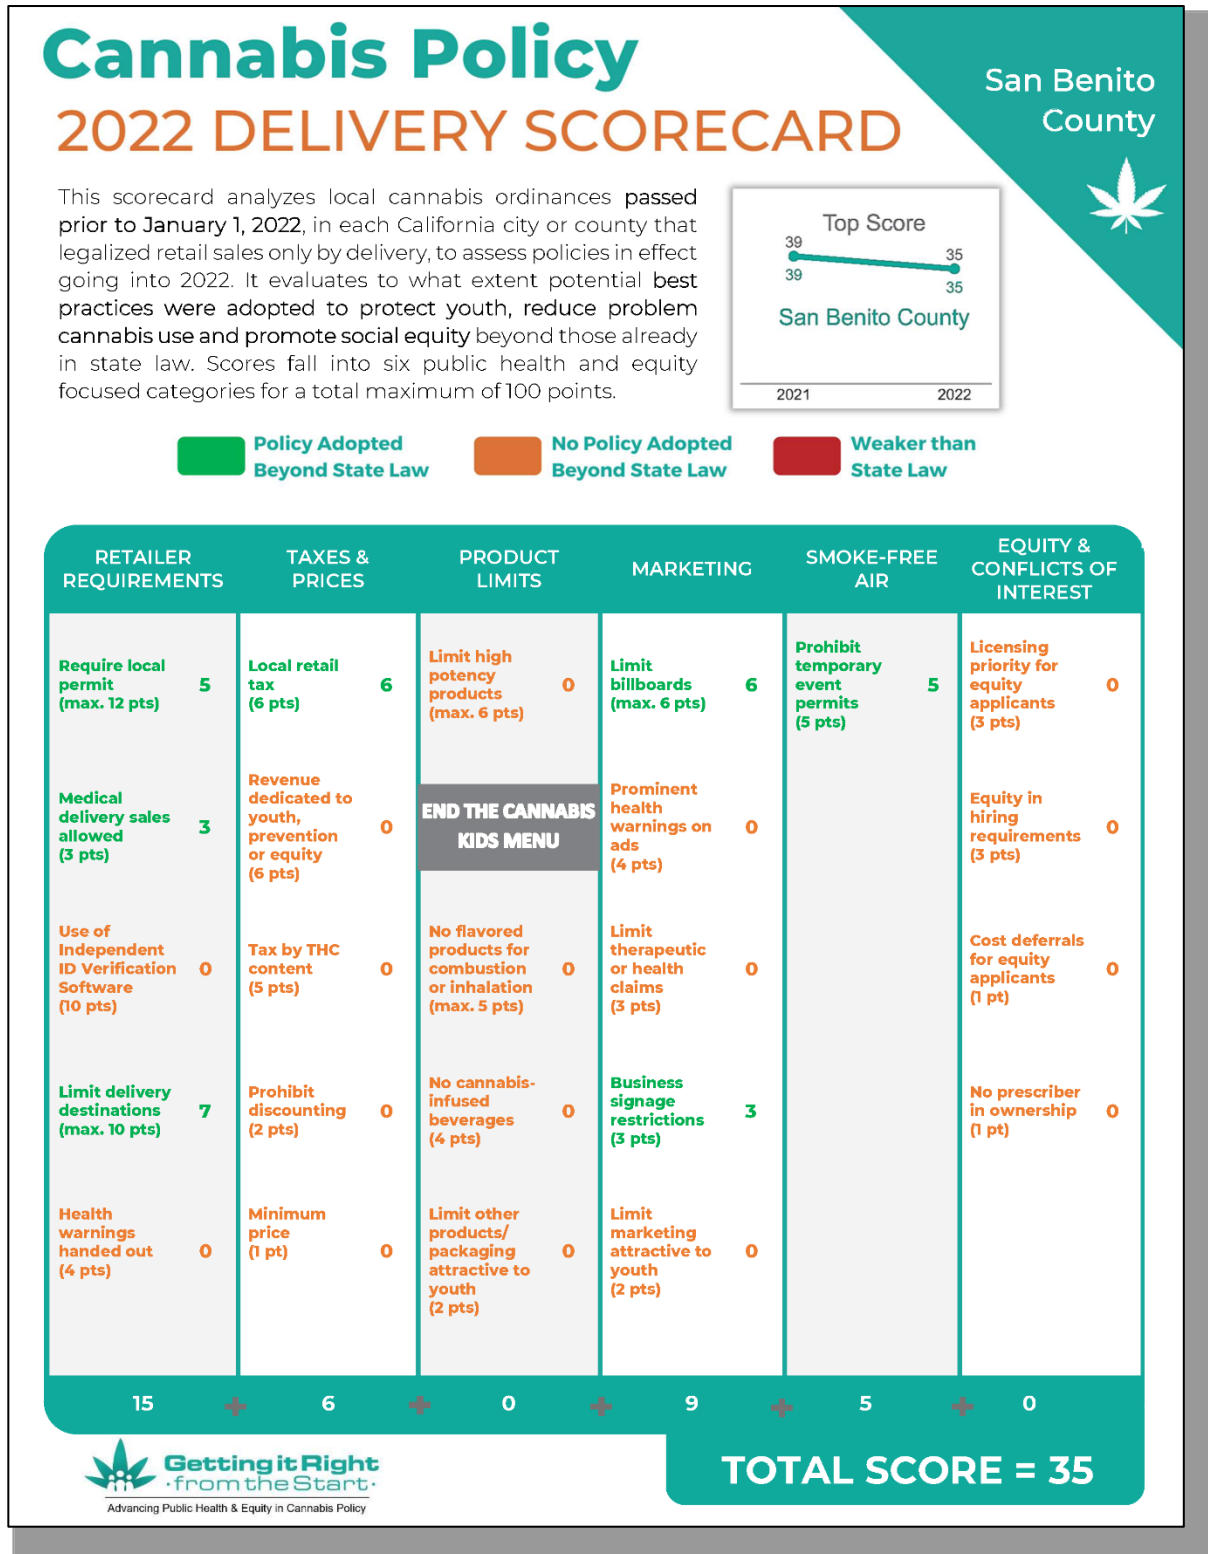 Cannabis Policy
2022 DELIVERY SCORECARD
San Benito
County
This scorecard analyzes local cannabis ordinances passed
prior to January 1, 2022, in each California city or county that
legalized retail sales only by delivery, to assess policies in effect
going into 2022. It evaluates to what extent potential best
practices were adopted to protect youth, reduce problem
cannabis use and promote social equity beyond those already
in state law. Scores fall into six public health and equity
focused categories for a total maximum of 100 points.
Top Score
39
35
39
35
San Benito County
2021
2022
Policy Adopted
Beyond State Law
No Policy Adopted
Beyond State Law
Weaker than
State Law
RETAILER
REQUIREMENTS
TAXES &
PRICES
PRODUCT
LIMITS
MARKETING
SMOKE-FREE
AIR
EQUITY &
CONFLICTS OF
INTEREST
Require local
permit 5
(max. 12 pts)
Medical
delivery sales
allowed 3
(3 pts)
Use of
Independent
ID Verification 0
Software
(10 pts)
Limit delivery
destinations 7
(max. 10 pts)
Health
warnings
handed out 0
(4 pts)
Local retail
tax 6
(6 pts)
Revenue
dedicated to
youth, 0
prevention
or equity
(6 pts)
Tax by THC
content 0
(5 pts)
Prohibit
discounting 0
(2 pts)
Minimum
price
(1 pt) 0
Limit high
potency
products 0
(max. 6 pts)
END THE CANNABIS
KIDS MENU
No flavored
products for
combustion 0
or inhalation
(max. 5 pts)
No cannabis-
infused
beverages 0
(4 pts)
Limit other
products/
packaging 0
attractive to
youth
(2 pts)
Limit
billboards 6
(max. 6 pts)
Prominent
health
warnings on 0
ads
(4 pts)
Limit
therapeutic
or health 0
claims
(3 pts)
Business
signage
restrictions 3
(3 pts)
Limit
marketing
attractive to 0
youth
(2 pts)
Prohibit
temporary
event 5
permits
(5 pts)
Licensing
priority for
equity 0
applicants
(3 pts)
Equity in
hiring
requirements 0
(3 pts)
Cost deferrals
for equity
applicants 0
(1 pt)
No prescriber
in ownership 0
(1 pt)
15 + 6 + 0 + 9 + 5 + 0
TOTAL SCORE = 35
Getting it Right
·from the Start·
Advancing Public Health & Equity in Cannabis Policy